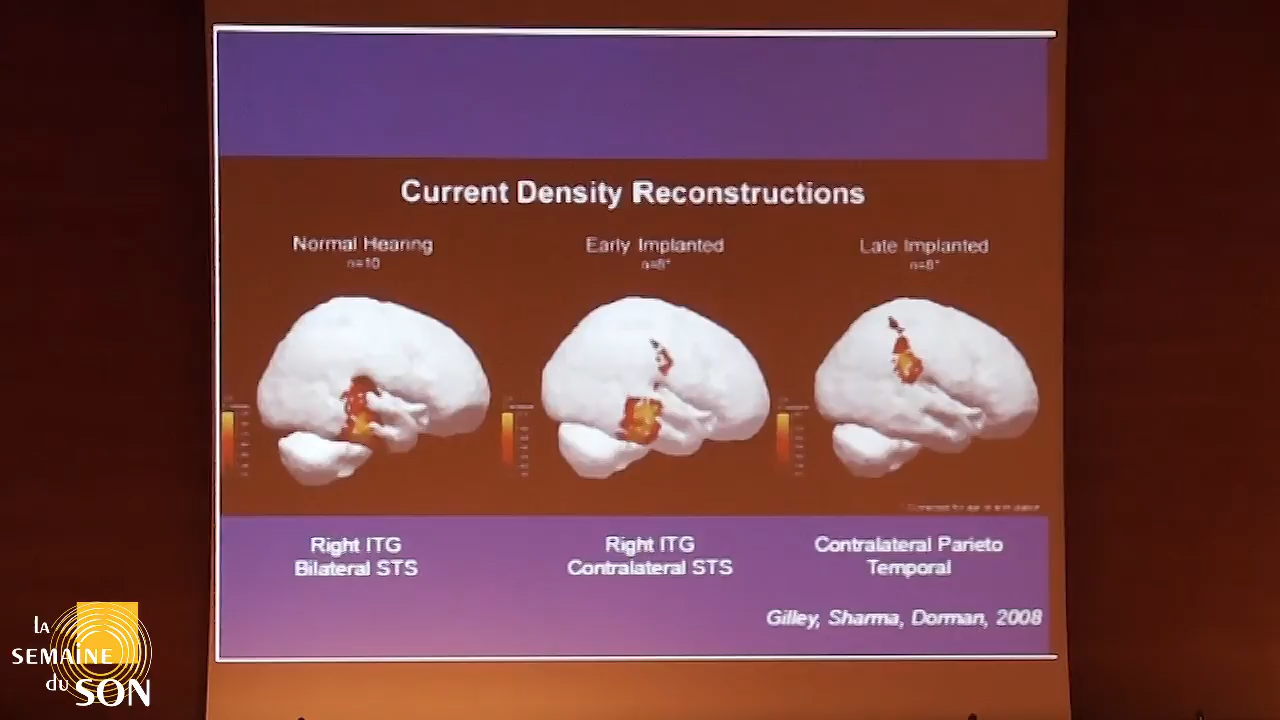 Current Density Reconstructions
Normal Hearing
n=10
Early Implanted
n=8*
Late Implanted
n=8*
Right ITG
Bilateral STS
Right ITG
Contralateral STS
Contralateral Parieto
Temporal
Gilley, Sharma, Dorman, 2008
LA
SEMAINE
du SON